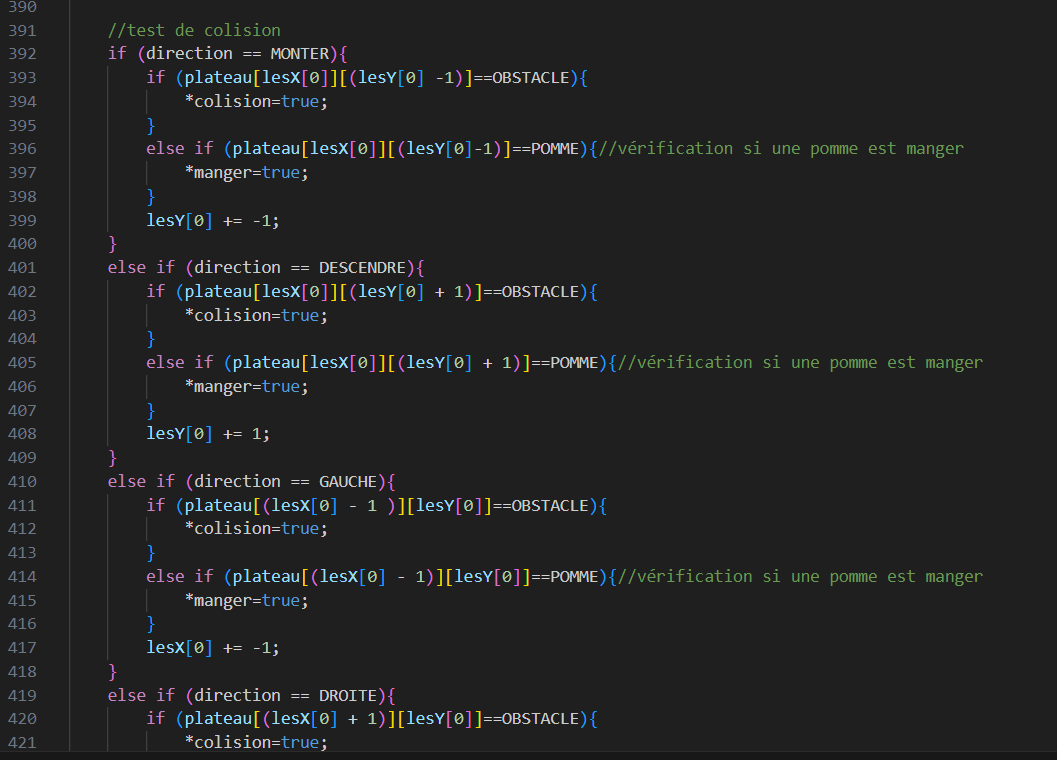 390
391 //test de colision
392 if (direction == MONTER){
393 if (plateau[lesX[0]][(lesY[0] -1)]==OBSTACLE){
394 *colision=true;
395 }
396 else if (plateau[lesX[0]][(lesY[0]-1)]==POMME){//vérification si une pomme est manger
397 *manger=true;
398 }
399 lesY[0] += -1;
400 }
401 else if (direction == DESCENDRE){
402 if (plateau[lesX[0]][(lesY[0] + 1)]==OBSTACLE){
403 *colision=true;
404 }
405 else if (plateau[lesX[0]][(lesY[0] + 1)]==POMME){//vérification si une pomme est manger
406 *manger=true;
407 }
408 lesY[0] += 1;
409 }
410 else if (direction == GAUCHE){
411 if (plateau[(lesX[0] - 1 )][lesY[0]]==OBSTACLE){
412 *colision=true;
413 }
414 else if (plateau[(lesX[0] - 1)][lesY[0]]==POMME){//vérification si une pomme est manger
415 *manger=true;
416 }
417 lesX[0] += -1;
418 }
419 else if (direction == DROITE){
420 if (plateau[(lesX[0] + 1)][lesY[0]]==OBSTACLE){
421 *colision=true;